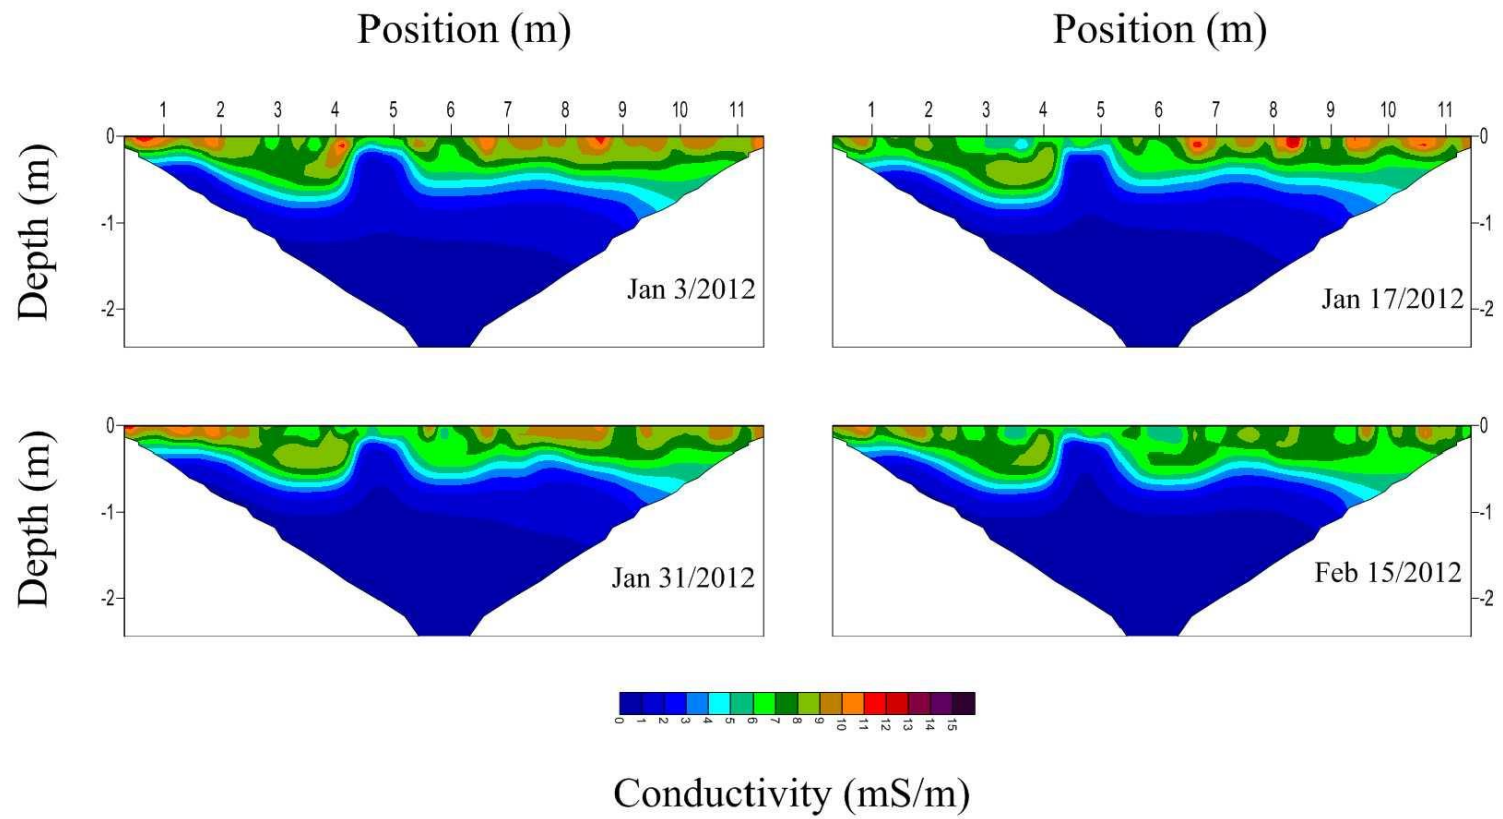 Position (m) Position (m)
1 2 3 4 5 6 7 8 9 10 11 1 2 3 4 5 6 7 8 9 10 11
0 0
Depth (m)
-1 -1
Jan 3/2012 Jan 17/2012
-2 -2
0 0
Depth (m)
-1 -1
Jan 31/2012 Feb 15/2012
-2 -2
0 1 2 3 4 5 6 7 8 9 10 11 12 13 14 15
Conductivity (mS/m)